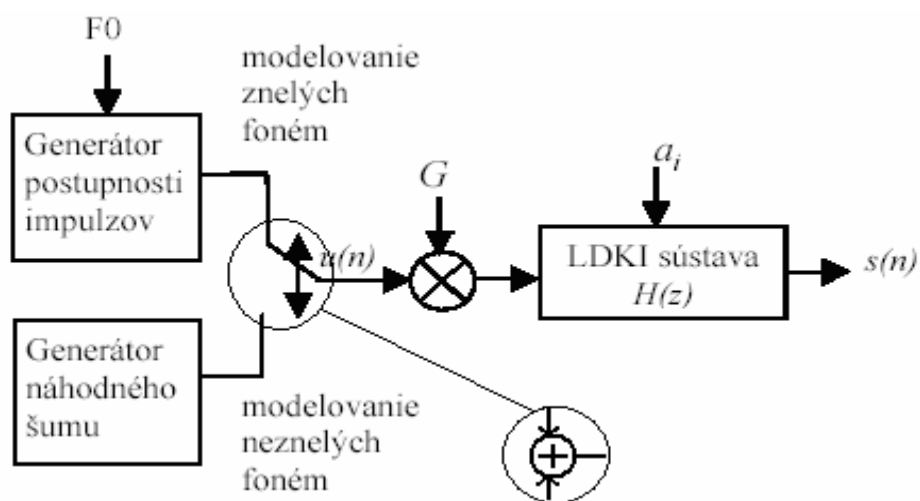 F0
modelovanie
znelých
foném
Generátor
postupnosti
impulzov
u(n)
G
a_i
LDKI sústava
H(z)
s(n)
Generátor
náhodného
šumu
modelovanie
neznelých
foném